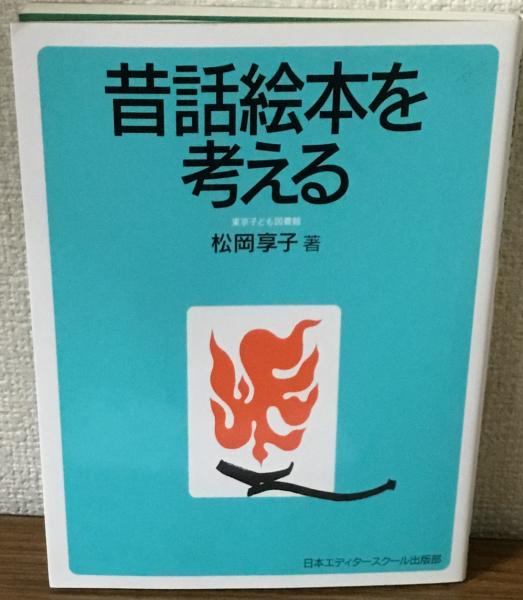 昔話絵本を
考える
東京子ども図書館
松岡享子 著
日本エディタースクール出版部